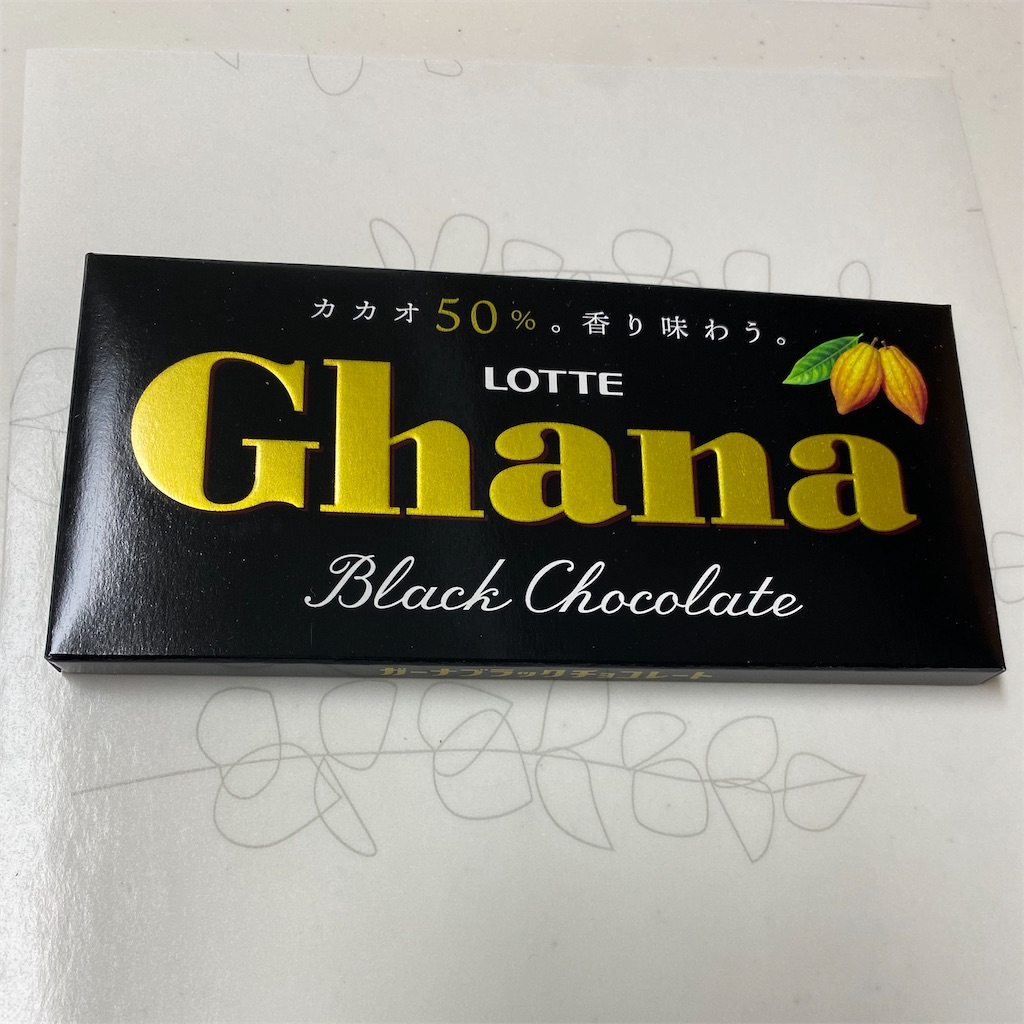 カカオ50%。香り味わう。
LOTTE
Ghana
Black Chocolate
ガーナブラックチョコレート